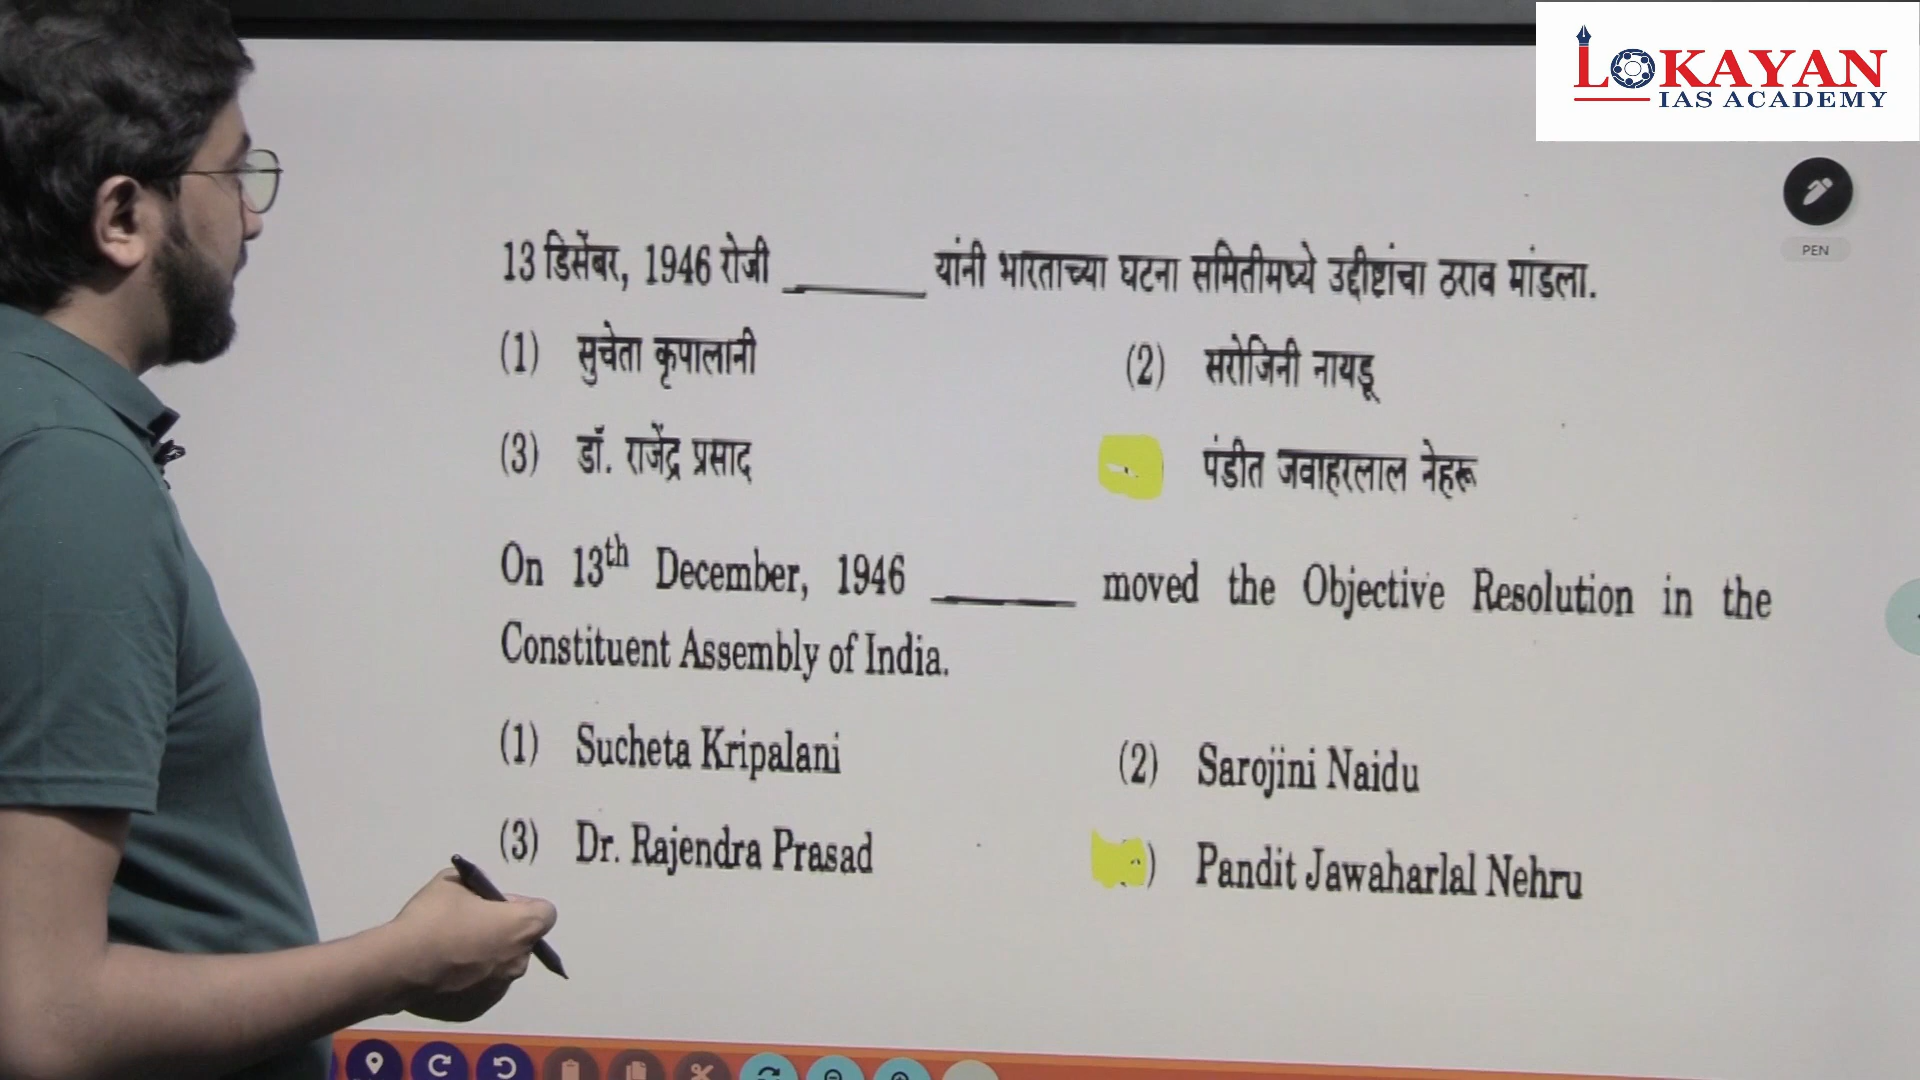 LOKAYAN
IAS ACADEMY
PEN
13 डिसेंबर, 1946 रोजी ______ यांनी भारताच्या घटना समितीमध्ये उद्दीष्टांचा ठराव मांडला.
(1) सुचेता कृपालानी (2) सरोजिनी नायडू
(3) डॉ. राजेंद्र प्रसाद पंडीत जवाहरलाल नेहरू
On 13th December, 1946 ______ moved the Objective Resolution in the
Constituent Assembly of India.
(1) Sucheta Kripalani (2) Sarojini Naidu
(3) Dr. Rajendra Prasad ) Pandit Jawaharlal Nehru